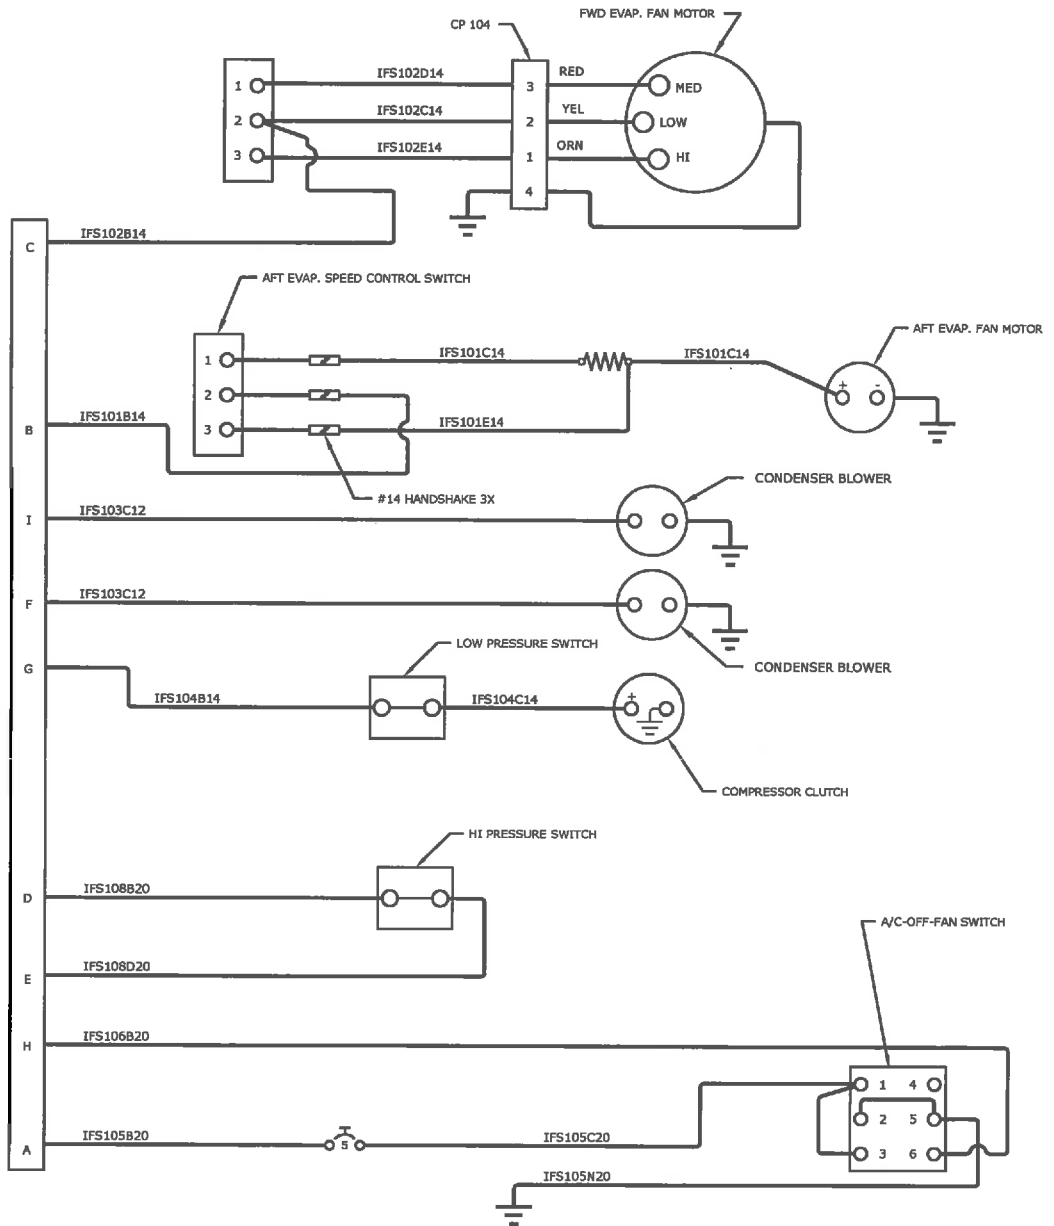 FWD EVAP. FAN MOTOR
CP 104
1 IFS102D14 3 RED MED
2 IFS102C14 2 YEL LOW
3 IFS102E14 1 ORN HI
4
C IFS102B14
AFT EVAP. SPEED CONTROL SWITCH
AFT EVAP. FAN MOTOR
1 IFS101C14 IFS101C14
+ -
2
B IFS101B14
3 IFS101E14
#14 HANDSHAKE 3X
CONDENSER BLOWER
I IFS103C12
F IFS103C12
LOW PRESSURE SWITCH
CONDENSER BLOWER
G
IFS104B14 IFS104C14 +
COMPRESSOR CLUTCH
HI PRESSURE SWITCH
D IFS108B20
A/C-OFF-FAN SWITCH
E IFS108D20
H IFS106B20
1 4
2 5
3 6
A IFS105B20 5 IFS105C20
IFS105N20